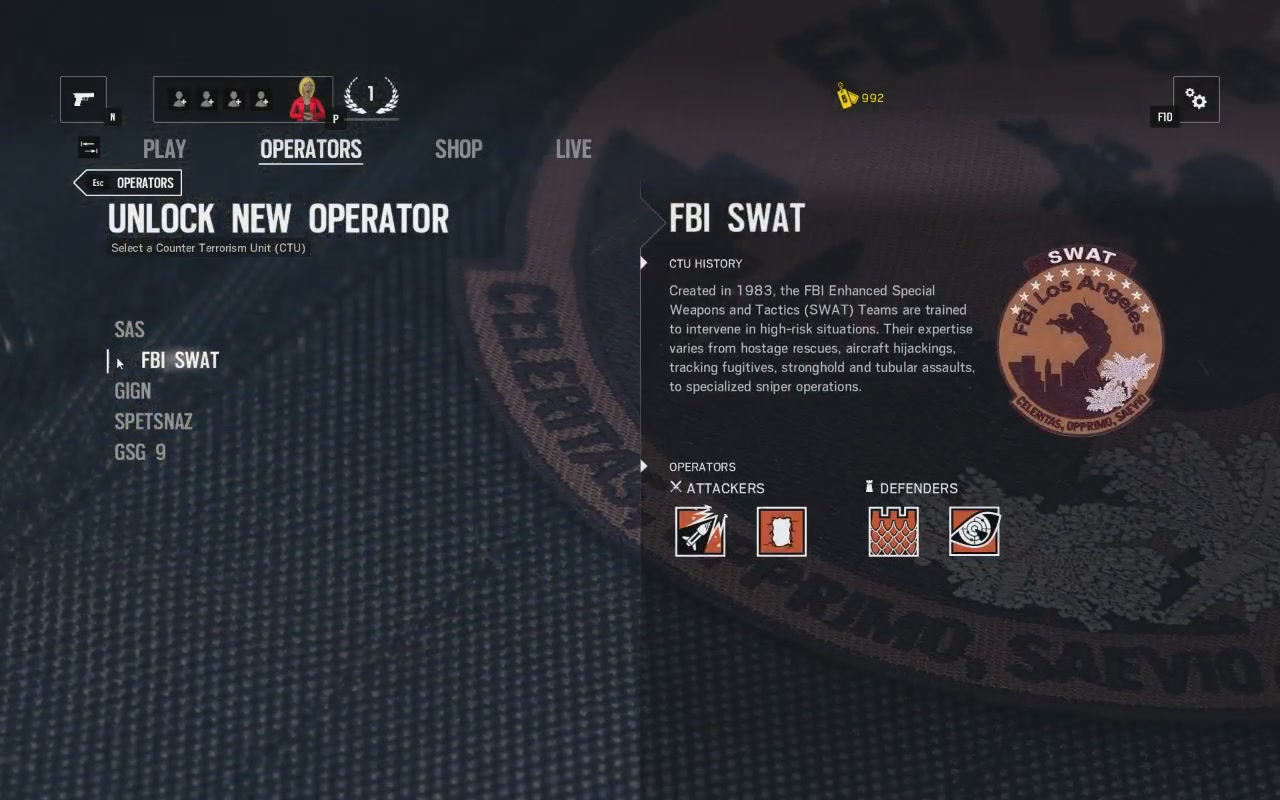 N
P
1
992
F10
PLAY
OPERATORS
SHOP
LIVE
Esc OPERATORS
UNLOCK NEW OPERATOR
Select a Counter Terrorism Unit (CTU)
SAS
FBI SWAT
GIGN
SPETSNAZ
GSG 9
FBI SWAT
CTU HISTORY
Created in 1983, the FBI Enhanced Special
Weapons and Tactics (SWAT) Teams are trained
to intervene in high-risk situations. Their expertise
varies from hostage rescues, aircraft hijackings,
tracking fugitives, stronghold and tubular assaults,
to specialized sniper operations.
SWAT
FBI Los Angeles
CELERITAS, OPPRIMO, SAEVIO
OPERATORS
ATTACKERS
DEFENDERS
FBI Los
CELERITAS
PPRIMO, SAEVIO